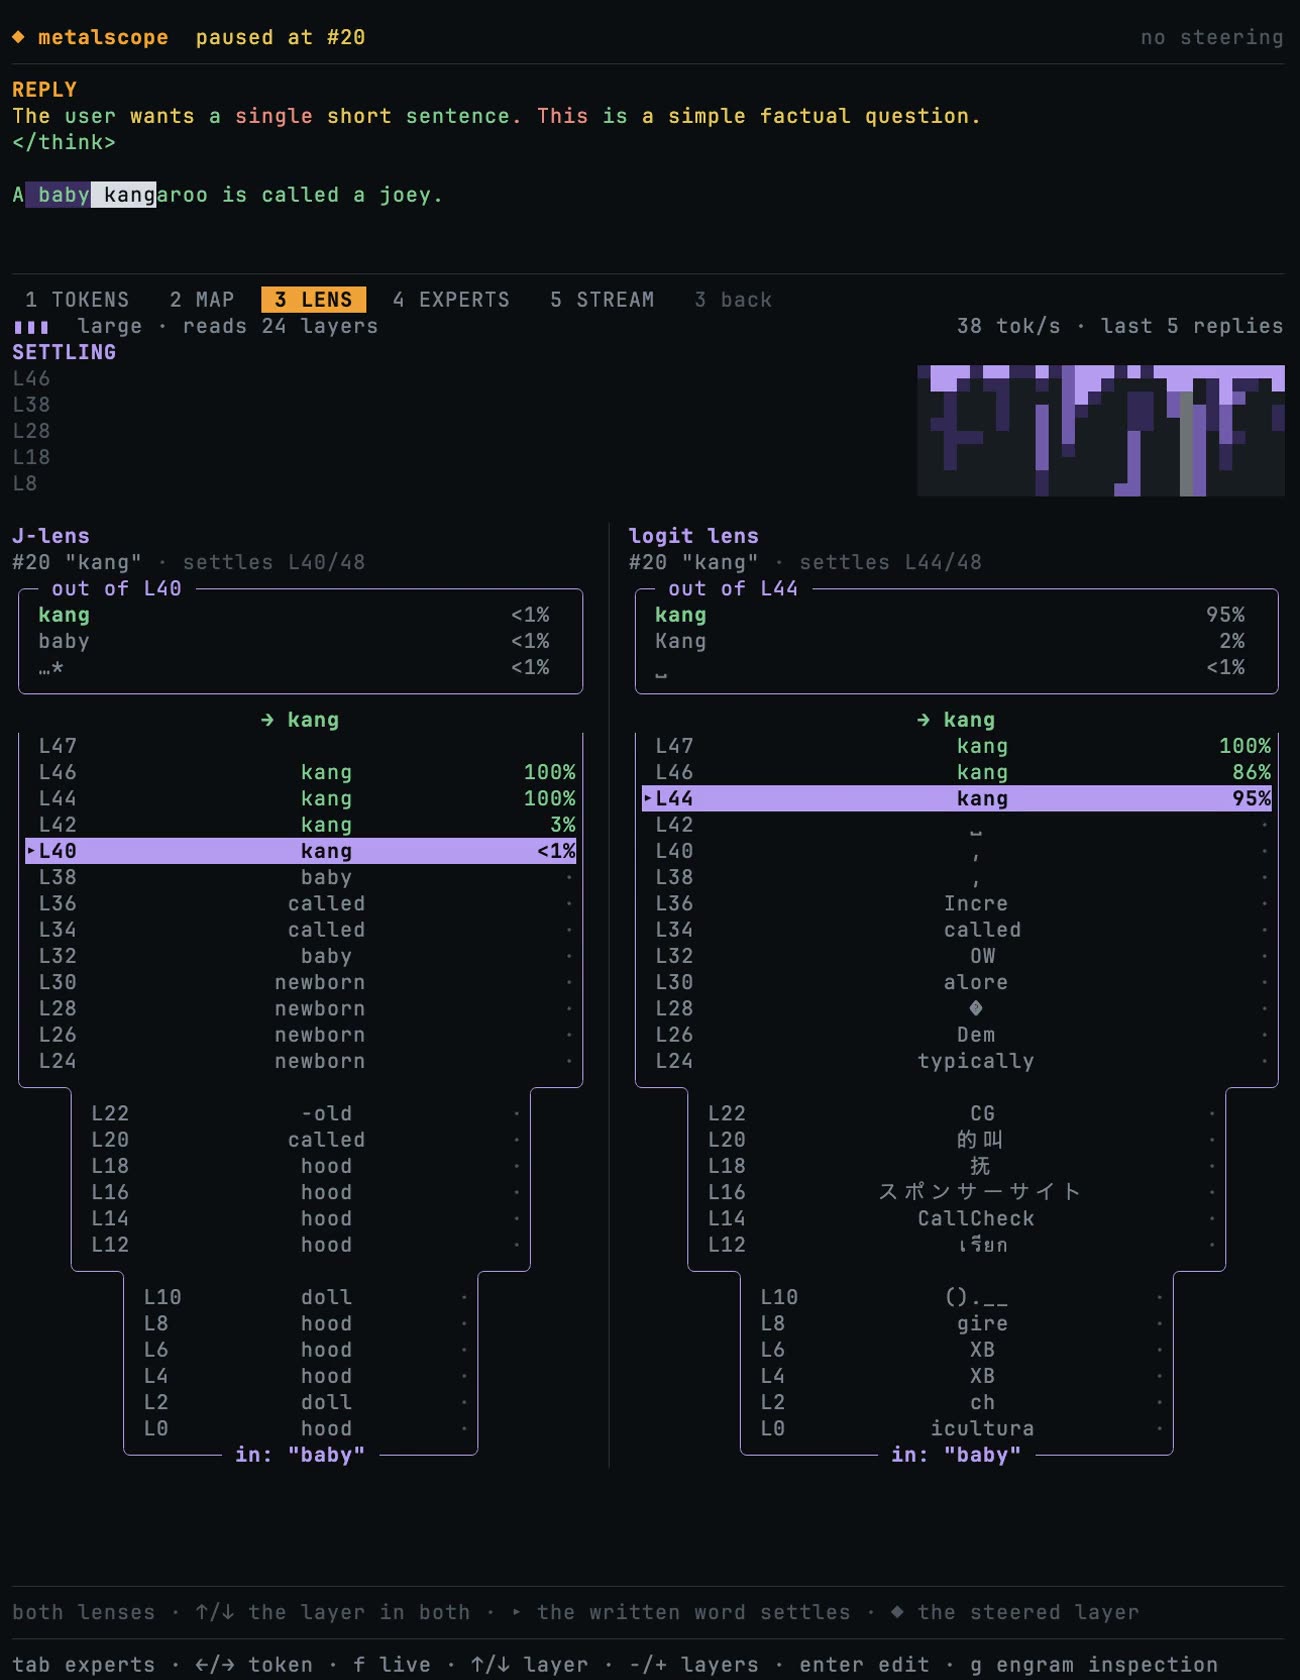 ◆ metalscope paused at #20 no steering
REPLY
The user wants a single short sentence. This is a simple factual question.
</think>
A baby kangaroo is called a joey.
1 TOKENS 2 MAP 3 LENS 4 EXPERTS 5 STREAM 3 back
▮▮▮ large · reads 24 layers 38 tok/s · last 5 replies
SETTLING
L46
L38
L28
L18
L8
J-lens
#20 "kang" · settles L40/48
out of L40
kang <1%
baby <1%
…* <1%
→ kang
L47
L46 kang 100%
L44 kang 100%
L42 kang 3%
▸L40 kang <1%
L38 baby ·
L36 called ·
L34 called ·
L32 baby ·
L30 newborn ·
L28 newborn ·
L26 newborn ·
L24 newborn ·
L22 -old ·
L20 called ·
L18 hood ·
L16 hood ·
L14 hood ·
L12 hood ·
L10 doll ·
L8 hood ·
L6 hood ·
L4 hood ·
L2 doll ·
L0 hood ·
in: "baby"
logit lens
#20 "kang" · settles L44/48
out of L44
kang 95%
Kang 2%
␣ <1%
→ kang
L47 kang 100%
L46 kang 86%
▸L44 kang 95%
L42 ␣ ·
L40 ,
L38 , ·
L36 Incre ·
L34 called ·
L32 OW ·
L30 alore ·
L28 � ·
L26 Dem ·
L24 typically ·
L22 CG ·
L20 的叫 ·
L18 抚 ·
L16 スポンサーサイト ·
L14 CallCheck ·
L12 เรียก ·
L10 ().__ ·
L8 gire ·
L6 XB ·
L4 XB ·
L2 ch ·
L0 icultura ·
in: "baby"
both lenses · ↑/↓ the layer in both · ▸ the written word settles · ◆ the steered layer
tab experts · ←/→ token · f live · ↑/↓ layer · -/+ layers · enter edit · g engram inspection